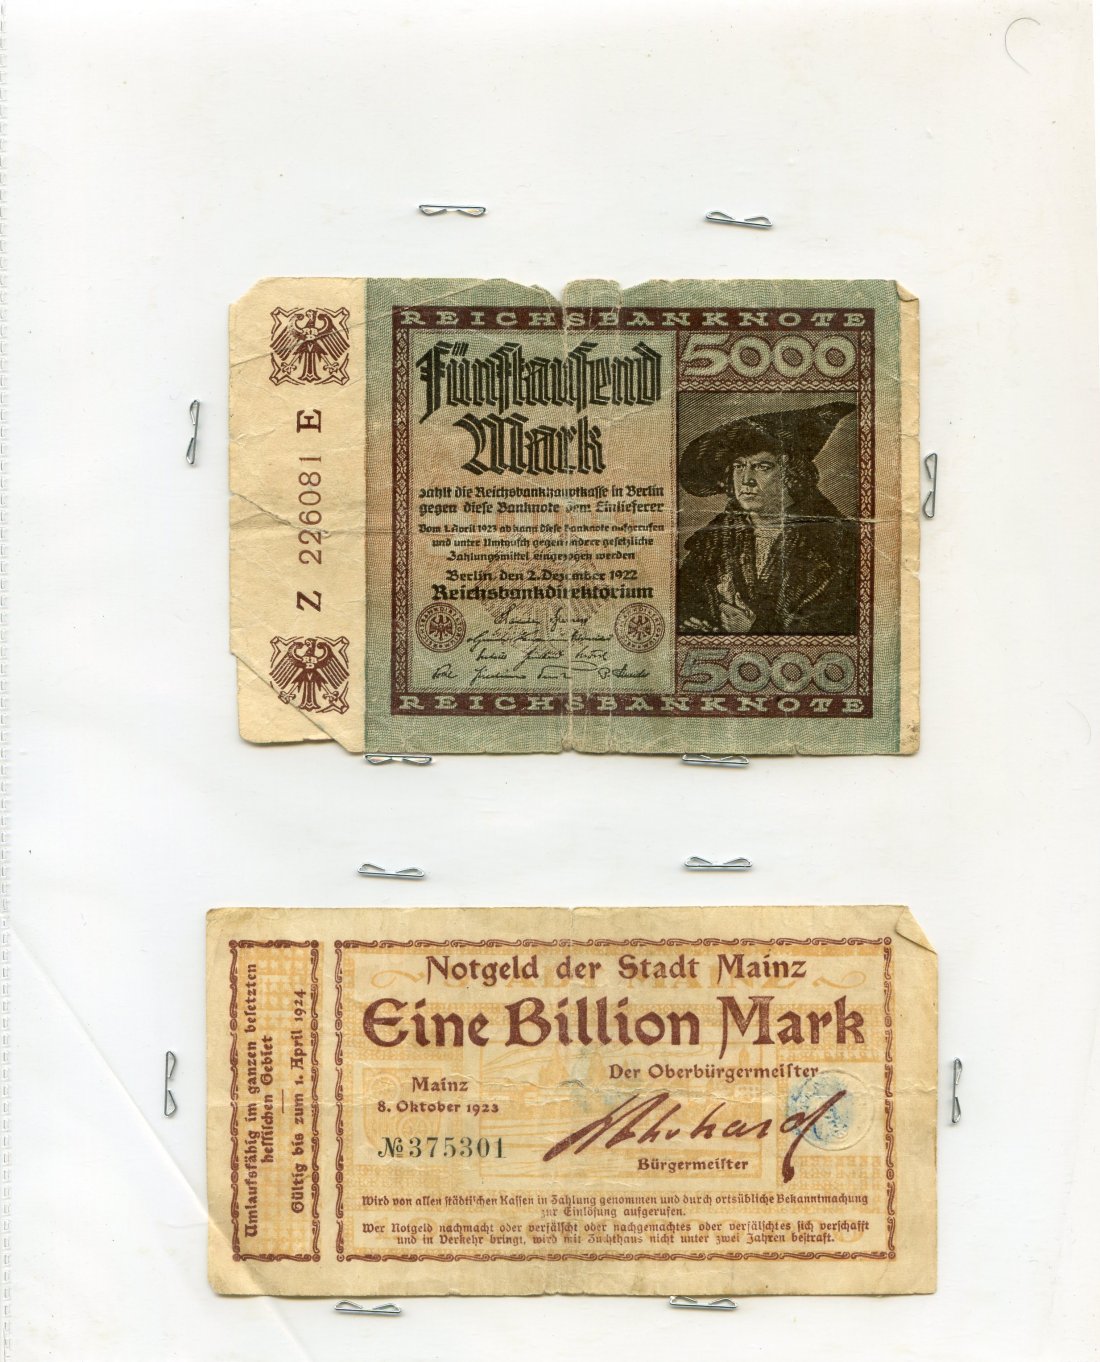 Z 226081 E
REICHSBANKNOTE
5000
Fünftausend
Mark
zahlt die Reichsbankhauptkasse in Berlin
gegen diese Banknote dem Einlieferer
Vom 1. April 1923 ab kann diese Banknote aufgerufen
und unter Umtausch gegen andere gesetzliche
Zahlungsmittel eingezogen werden
Berlin, den 2. Dezember 1922
Reichsbankdirektorium
5000
REICHSBANKNOTE
Umlaufsfähig im ganzen besetzten
hessischen Gebiet
Gültig bis zum 1. April 1924
Notgeld der Stadt Mainz
Eine Billion Mark
Der Oberbürgermeister
Mainz
8. Oktober 1923
№ 375301
Bürgermeister
Wird von allen städtischen Kassen in Zahlung genommen und durch ortsübliche Bekanntmachung
zur Einlösung aufgerufen.
Wer Notgeld nachmacht oder verfälscht oder nachgemachtes oder verfälschtes sich verschafft
und in Verkehr bringt, wird mit Zuchthaus nicht unter zwei Jahren bestraft.